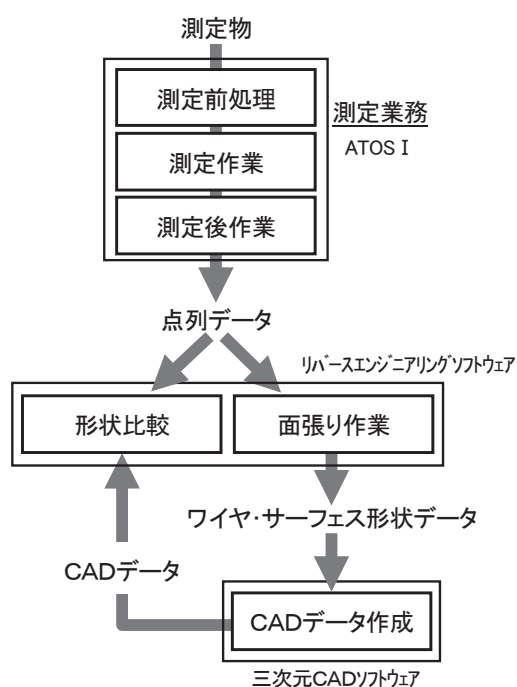 測定物
測定前処理
測定業務
ATOS I
測定作業
測定後作業
点列データ
リバースエンジニアリングソフトウェア
形状比較
面張り作業
ワイヤ・サーフェス形状データ
CADデータ
CADデータ作成
三次元CADソフトウェア